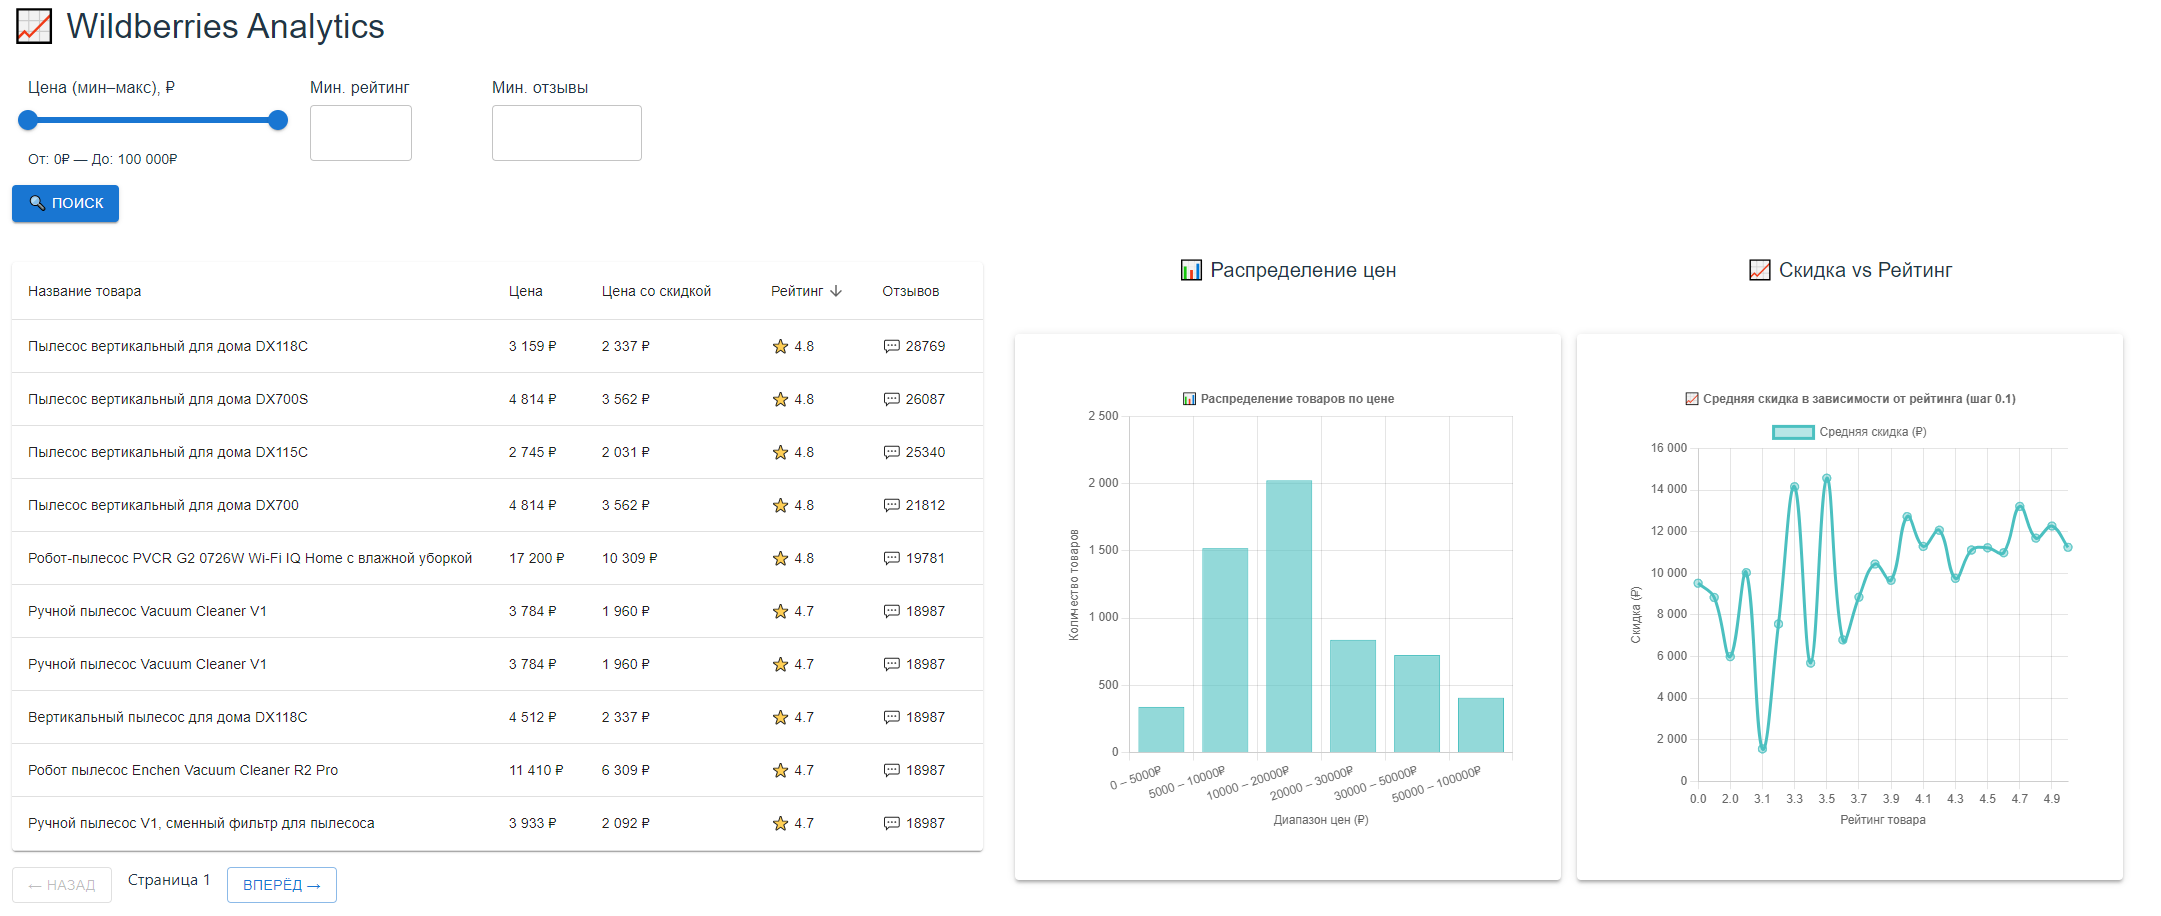 Wildberries Analytics
Цена (мин–макс), ₽
Мин. рейтинг
Мин. отзывы
От: 0₽ — До: 100 000₽
ПОИСК
Название товара Цена Цена со скидкой Рейтинг ↓ Отзывов
Пылесос вертикальный для дома DX118C 3 159 ₽ 2 337 ₽ 4.8 28769
Пылесос вертикальный для дома DX700S 4 814 ₽ 3 562 ₽ 4.8 26087
Пылесос вертикальный для дома DX115C 2 745 ₽ 2 031 ₽ 4.8 25340
Пылесос вертикальный для дома DX700 4 814 ₽ 3 562 ₽ 4.8 21812
Робот-пылесос PVCR G2 0726W Wi-Fi IQ Home с влажной уборкой 17 200 ₽ 10 309 ₽ 4.8 19781
Ручной пылесос Vacuum Cleaner V1 3 784 ₽ 1 960 ₽ 4.7 18987
Ручной пылесос Vacuum Cleaner V1 3 784 ₽ 1 960 ₽ 4.7 18987
Вертикальный пылесос для дома DX118C 4 512 ₽ 2 337 ₽ 4.7 18987
Робот пылесос Enchen Vacuum Cleaner R2 Pro 11 410 ₽ 6 309 ₽ 4.7 18987
Ручной пылесос V1, сменный фильтр для пылесоса 3 933 ₽ 2 092 ₽ 4.7 18987
← НАЗАД Страница 1 ВПЕРЁД →
Распределение цен
Распределение товаров по цене
Количество товаров
2 500
2 000
1 500
1 000
500
0
0 – 5000₽ 5000 – 10000₽ 10000 – 20000₽ 20000 – 30000₽ 30000 – 50000₽ 50000 – 100000₽
Диапазон цен (₽)
Скидка vs Рейтинг
Средняя скидка в зависимости от рейтинга (шаг 0.1)
Средняя скидка (₽)
Скидка (₽)
16 000
14 000
12 000
10 000
8 000
6 000
4 000
2 000
0
0.0 2.0 3.1 3.3 3.5 3.7 3.9 4.1 4.3 4.5 4.7 4.9
Рейтинг товара